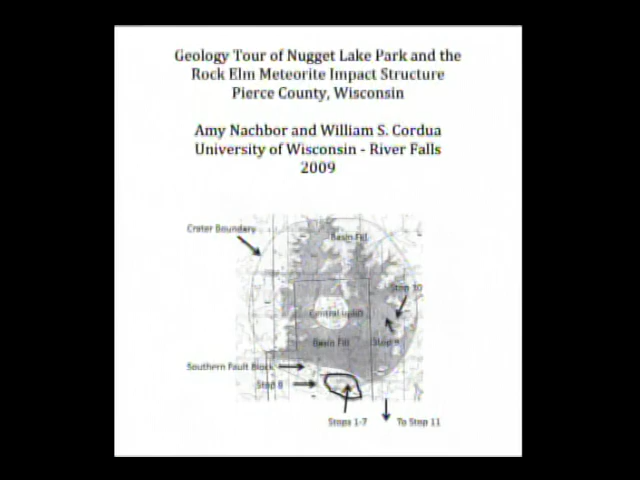 Geology Tour of Nugget Lake Park and the
Rock Elm Meteorite Impact Structure
Pierce County, Wisconsin
Amy Nachbor and William S. Cordua
University of Wisconsin - River Falls
2009
Crater Boundary
Basin Fill
Stop 10
Central uplift
Basin Fill
Stop 9
Southern Fault Block
Stop 8
Stops 1-7
To Step 11